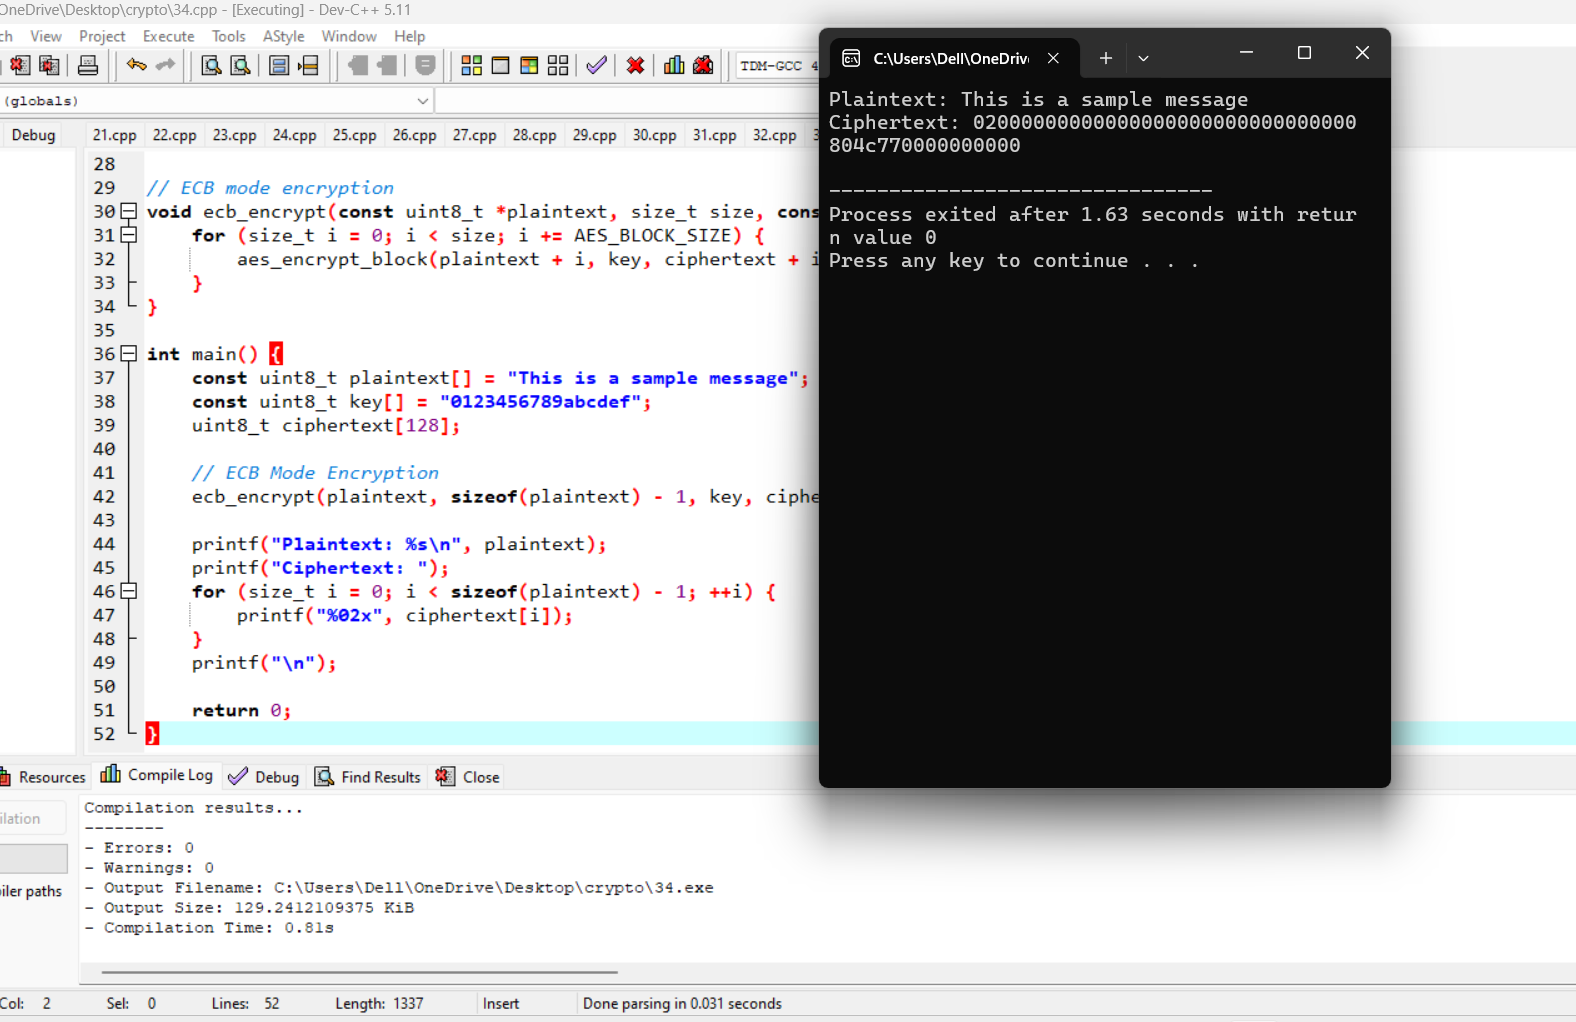 OneDrive\Desktop\crypto\34.cpp - [Executing] - Dev-C++ 5.11
ch View Project Execute Tools AStyle Window Help
TDM-GCC 4
(globals)
Debug 21.cpp 22.cpp 23.cpp 24.cpp 25.cpp 26.cpp 27.cpp 28.cpp 29.cpp 30.cpp 31.cpp 32.cpp 3
28
29 // ECB mode encryption
30 void ecb_encrypt(const uint8_t *plaintext, size_t size, cons
31 for (size_t i = 0; i < size; i += AES_BLOCK_SIZE) {
32 aes_encrypt_block(plaintext + i, key, ciphertext + i
33 }
34 }
35
36 int main() {
37 const uint8_t plaintext[] = "This is a sample message";
38 const uint8_t key[] = "0123456789abcdef";
39 uint8_t ciphertext[128];
40
41 // ECB Mode Encryption
42 ecb_encrypt(plaintext, sizeof(plaintext) - 1, key, ciphe
43
44 printf("Plaintext: %s\n", plaintext);
45 printf("Ciphertext: ");
46 for (size_t i = 0; i < sizeof(plaintext) - 1; ++i) {
47 printf("%02x", ciphertext[i]);
48 }
49 printf("\n");
50
51 return 0;
52 }
C:\Users\Dell\OneDriv
Plaintext: This is a sample message
Ciphertext: 02000000000000000000000000000000
804c770000000000
--------------------------------
Process exited after 1.63 seconds with retur
n value 0
Press any key to continue . . .
Resources Compile Log Debug Find Results Close
ilation
iler paths
Compilation results...
--------
- Errors: 0
- Warnings: 0
- Output Filename: C:\Users\Dell\OneDrive\Desktop\crypto\34.exe
- Output Size: 129.2412109375 KiB
- Compilation Time: 0.81s
Col: 2 Sel: 0 Lines: 52 Length: 1337 Insert Done parsing in 0.031 seconds